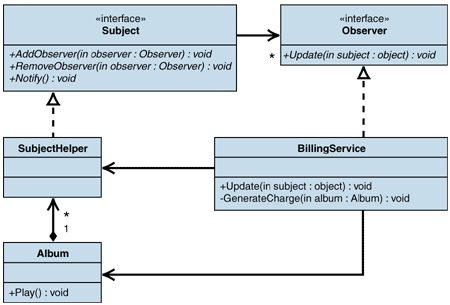 «interface»
Subject
+AddObserver(in observer : Observer) : void
+RemoveObserver(in observer : Observer) : void
+Notify() : void
«interface»
Observer
+Update(in subject : object) : void
*
SubjectHelper
BillingService
+Update(in subject : object) : void
-GenerateCharge(in album : Album) : void
*
1
Album
+Play() : void